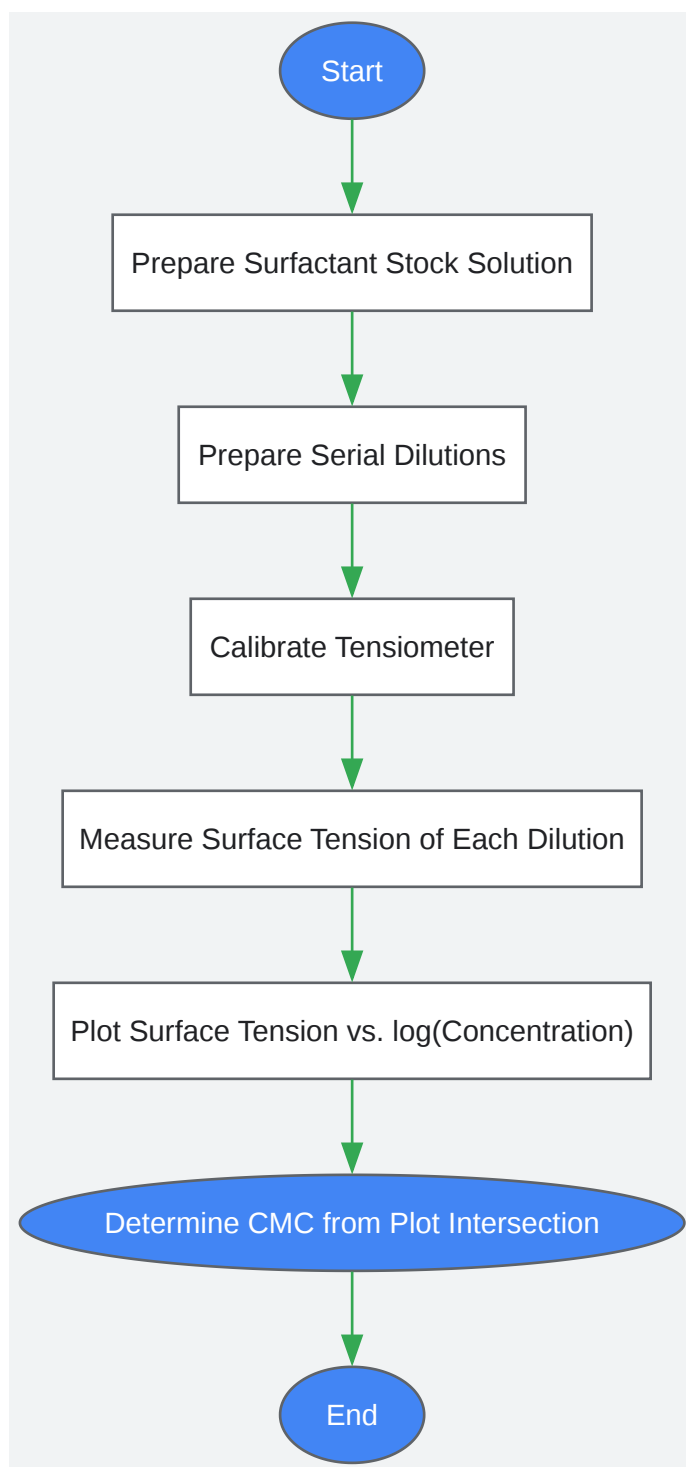 Start
Prepare Surfactant Stock Solution
Prepare Serial Dilutions
Calibrate Tensiometer
Measure Surface Tension of Each Dilution
Plot Surface Tension vs. log(Concentration)
Determine CMC from Plot Intersection
End